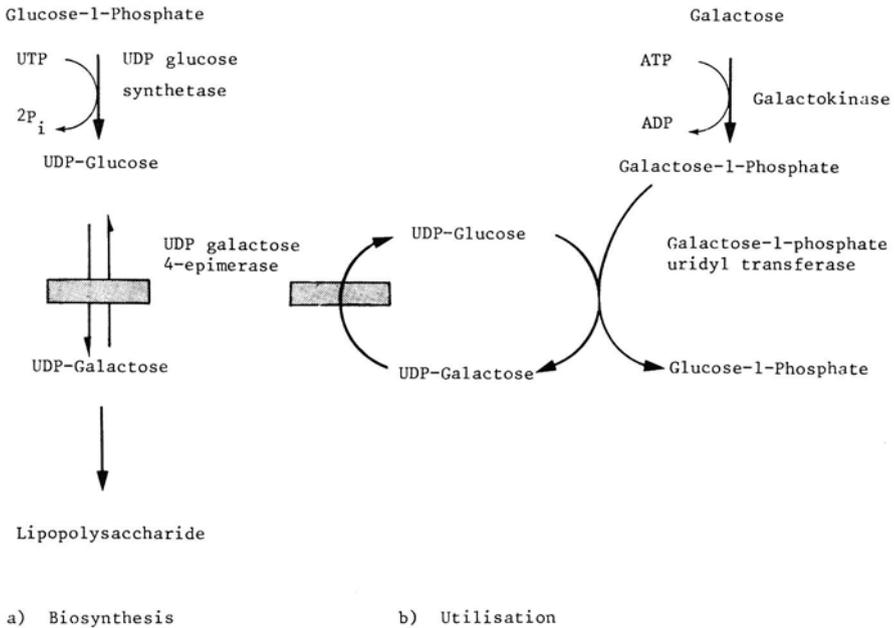 Glucose-1-Phosphate
UTP
UDP glucose
synthetase
2Pi
UDP-Glucose
UDP galactose
4-epimerase
UDP-Galactose
Lipopolysaccharide
a) Biosynthesis
Galactose
ATP
Galactokinase
ADP
Galactose-1-Phosphate
UDP-Glucose
Galactose-1-phosphate
uridyl transferase
UDP-Galactose
Glucose-1-Phosphate
b) Utilisation